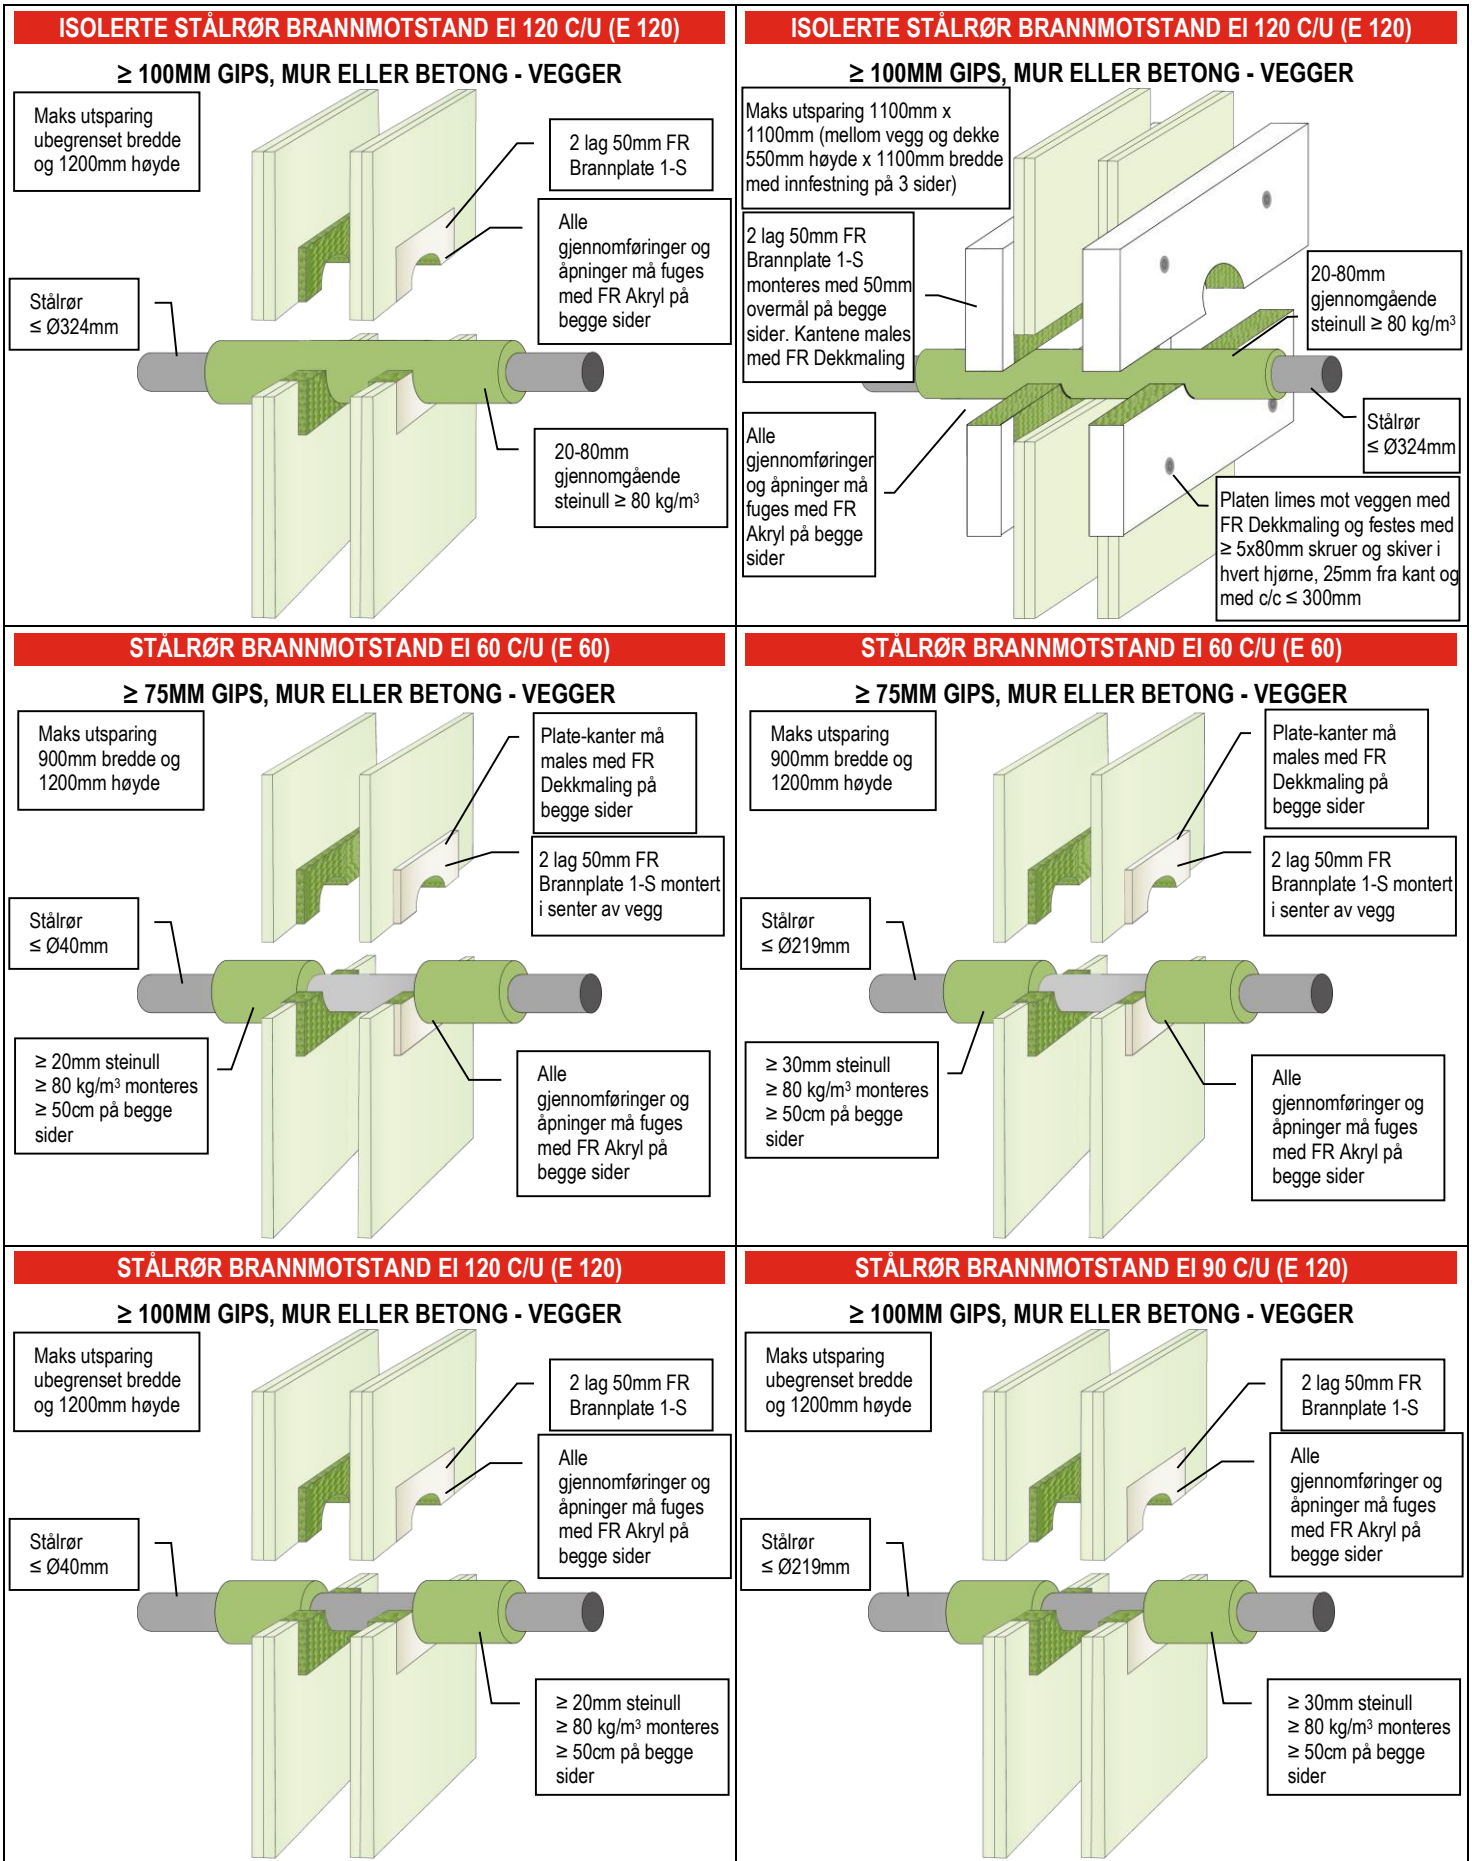 ISOLERTE STÅLRØR BRANNMOTSTAND EI 120 C/U (E 120)
≥ 100MM GIPS, MUR ELLER BETONG - VEGGER
Maks utsparing
ubegrenset bredde
og 1200mm høyde
2 lag 50mm FR
Brannplate 1-S
Alle
gjennomføringer og
åpninger må fuges
med FR Akryl på
begge sider
Stålrør
≤ Ø324mm
20-80mm
gjennomgående
steinull ≥ 80 kg/m³
ISOLERTE STÅLRØR BRANNMOTSTAND EI 120 C/U (E 120)
≥ 100MM GIPS, MUR ELLER BETONG - VEGGER
Maks utsparing 1100mm x
1100mm (mellom vegg og dekke
550mm høyde x 1100mm bredde
med innfestning på 3 sider)
2 lag 50mm FR
Brannplate 1-S
monteres med 50mm
overmål på begge
sider. Kantene males
med FR Dekkmaling
20-80mm
gjennomgående
steinull ≥ 80 kg/m³
Stålrør
≤ Ø324mm
Alle
gjennomføringer
og åpninger må
fuges med FR
Akryl på begge
sider
Platen limes mot veggen med
FR Dekkmaling og festes med
≥ 5x80mm skruer og skiver i
hvert hjørne, 25mm fra kant og
med c/c ≤ 300mm
STÅLRØR BRANNMOTSTAND EI 60 C/U (E 60)
≥ 75MM GIPS, MUR ELLER BETONG - VEGGER
Maks utsparing
900mm bredde og
1200mm høyde
Plate-kanter må
males med FR
Dekkmaling på
begge sider
2 lag 50mm FR
Brannplate 1-S montert
i senter av vegg
Stålrør
≤ Ø40mm
≥ 20mm steinull
≥ 80 kg/m³ monteres
≥ 50cm på begge
sider
Alle
gjennomføringer og
åpninger må fuges
med FR Akryl på
begge sider
STÅLRØR BRANNMOTSTAND EI 60 C/U (E 60)
≥ 75MM GIPS, MUR ELLER BETONG - VEGGER
Maks utsparing
900mm bredde og
1200mm høyde
Plate-kanter må
males med FR
Dekkmaling på
begge sider
2 lag 50mm FR
Brannplate 1-S montert
i senter av vegg
Stålrør
≤ Ø219mm
≥ 30mm steinull
≥ 80 kg/m³ monteres
≥ 50cm på begge
sider
Alle
gjennomføringer og
åpninger må fuges
med FR Akryl på
begge sider
STÅLRØR BRANNMOTSTAND EI 120 C/U (E 120)
≥ 100MM GIPS, MUR ELLER BETONG - VEGGER
Maks utsparing
ubegrenset bredde
og 1200mm høyde
2 lag 50mm FR
Brannplate 1-S
Alle
gjennomføringer og
åpninger må fuges
med FR Akryl på
begge sider
Stålrør
≤ Ø40mm
≥ 20mm steinull
≥ 80 kg/m³ monteres
≥ 50cm på begge
sider
STÅLRØR BRANNMOTSTAND EI 90 C/U (E 120)
≥ 100MM GIPS, MUR ELLER BETONG - VEGGER
Maks utsparing
ubegrenset bredde
og 1200mm høyde
2 lag 50mm FR
Brannplate 1-S
Alle
gjennomføringer og
åpninger må fuges
med FR Akryl på
begge sider
Stålrør
≤ Ø219mm
≥ 30mm steinull
≥ 80 kg/m³ monteres
≥ 50cm på begge
sider